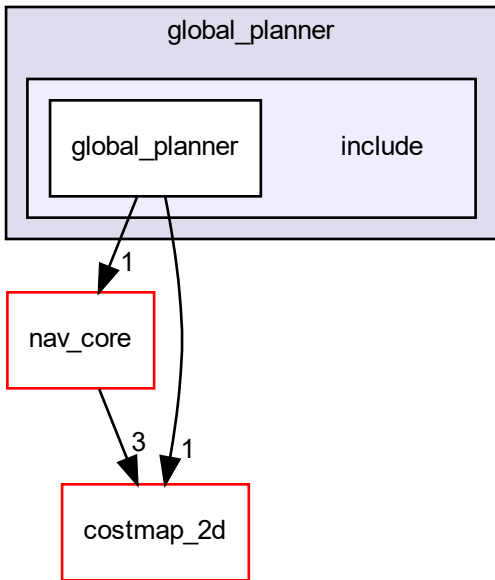 global_planner
global_planner
include
1
nav_core
3
1
costmap_2d